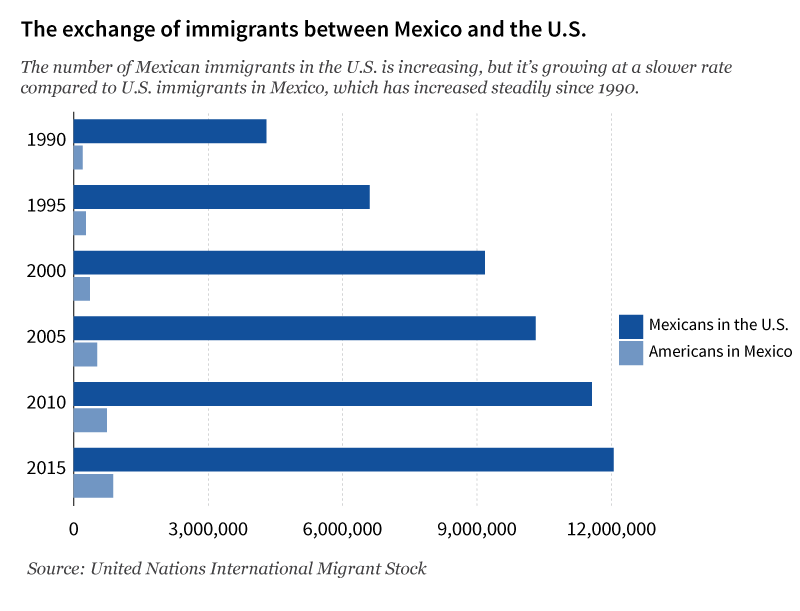 The exchange of immigrants between Mexico and the U.S.
The number of Mexican immigrants in the U.S. is increasing, but it's growing at a slower rate
compared to U.S. immigrants in Mexico, which has increased steadily since 1990.
1990
1995
2000
2005
2010
2015
Mexicans in the U.S.
Americans in Mexico
0 3,000,000 6,000,000 9,000,000 12,000,000
Source: United Nations International Migrant Stock